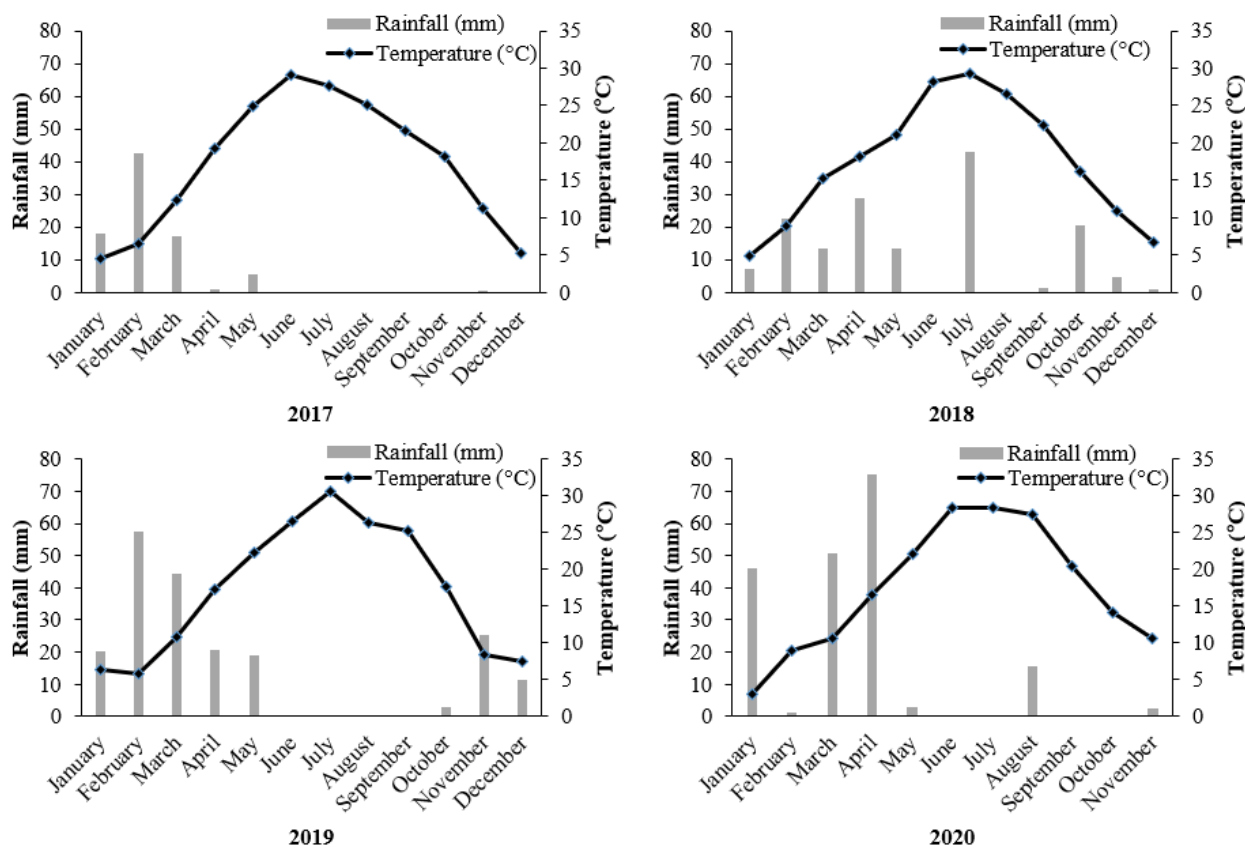 Rainfall (mm)
Temperature (°C)
80
70
60
50
40
30
20
10
0
Rainfall (mm)
35
30
25
20
15
10
5
0
Temperature (°C)
January
February
March
April
May
June
July
August
September
October
November
December
2017
Rainfall (mm)
Temperature (°C)
80
70
60
50
40
30
20
10
0
Rainfall (mm)
35
30
25
20
15
10
5
0
Temperature (°C)
January
February
March
April
May
June
July
August
September
October
November
December
2018
Rainfall (mm)
Temperature (°C)
80
70
60
50
40
30
20
10
0
Rainfall (mm)
35
30
25
20
15
10
5
0
Temperature (°C)
January
February
March
April
May
June
July
August
September
October
November
December
2019
Rainfall (mm)
Temperature (°C)
80
70
60
50
40
30
20
10
0
Rainfall (mm)
35
30
25
20
15
10
5
0
Temperature (°C)
January
February
March
April
May
June
July
August
September
October
November
2020